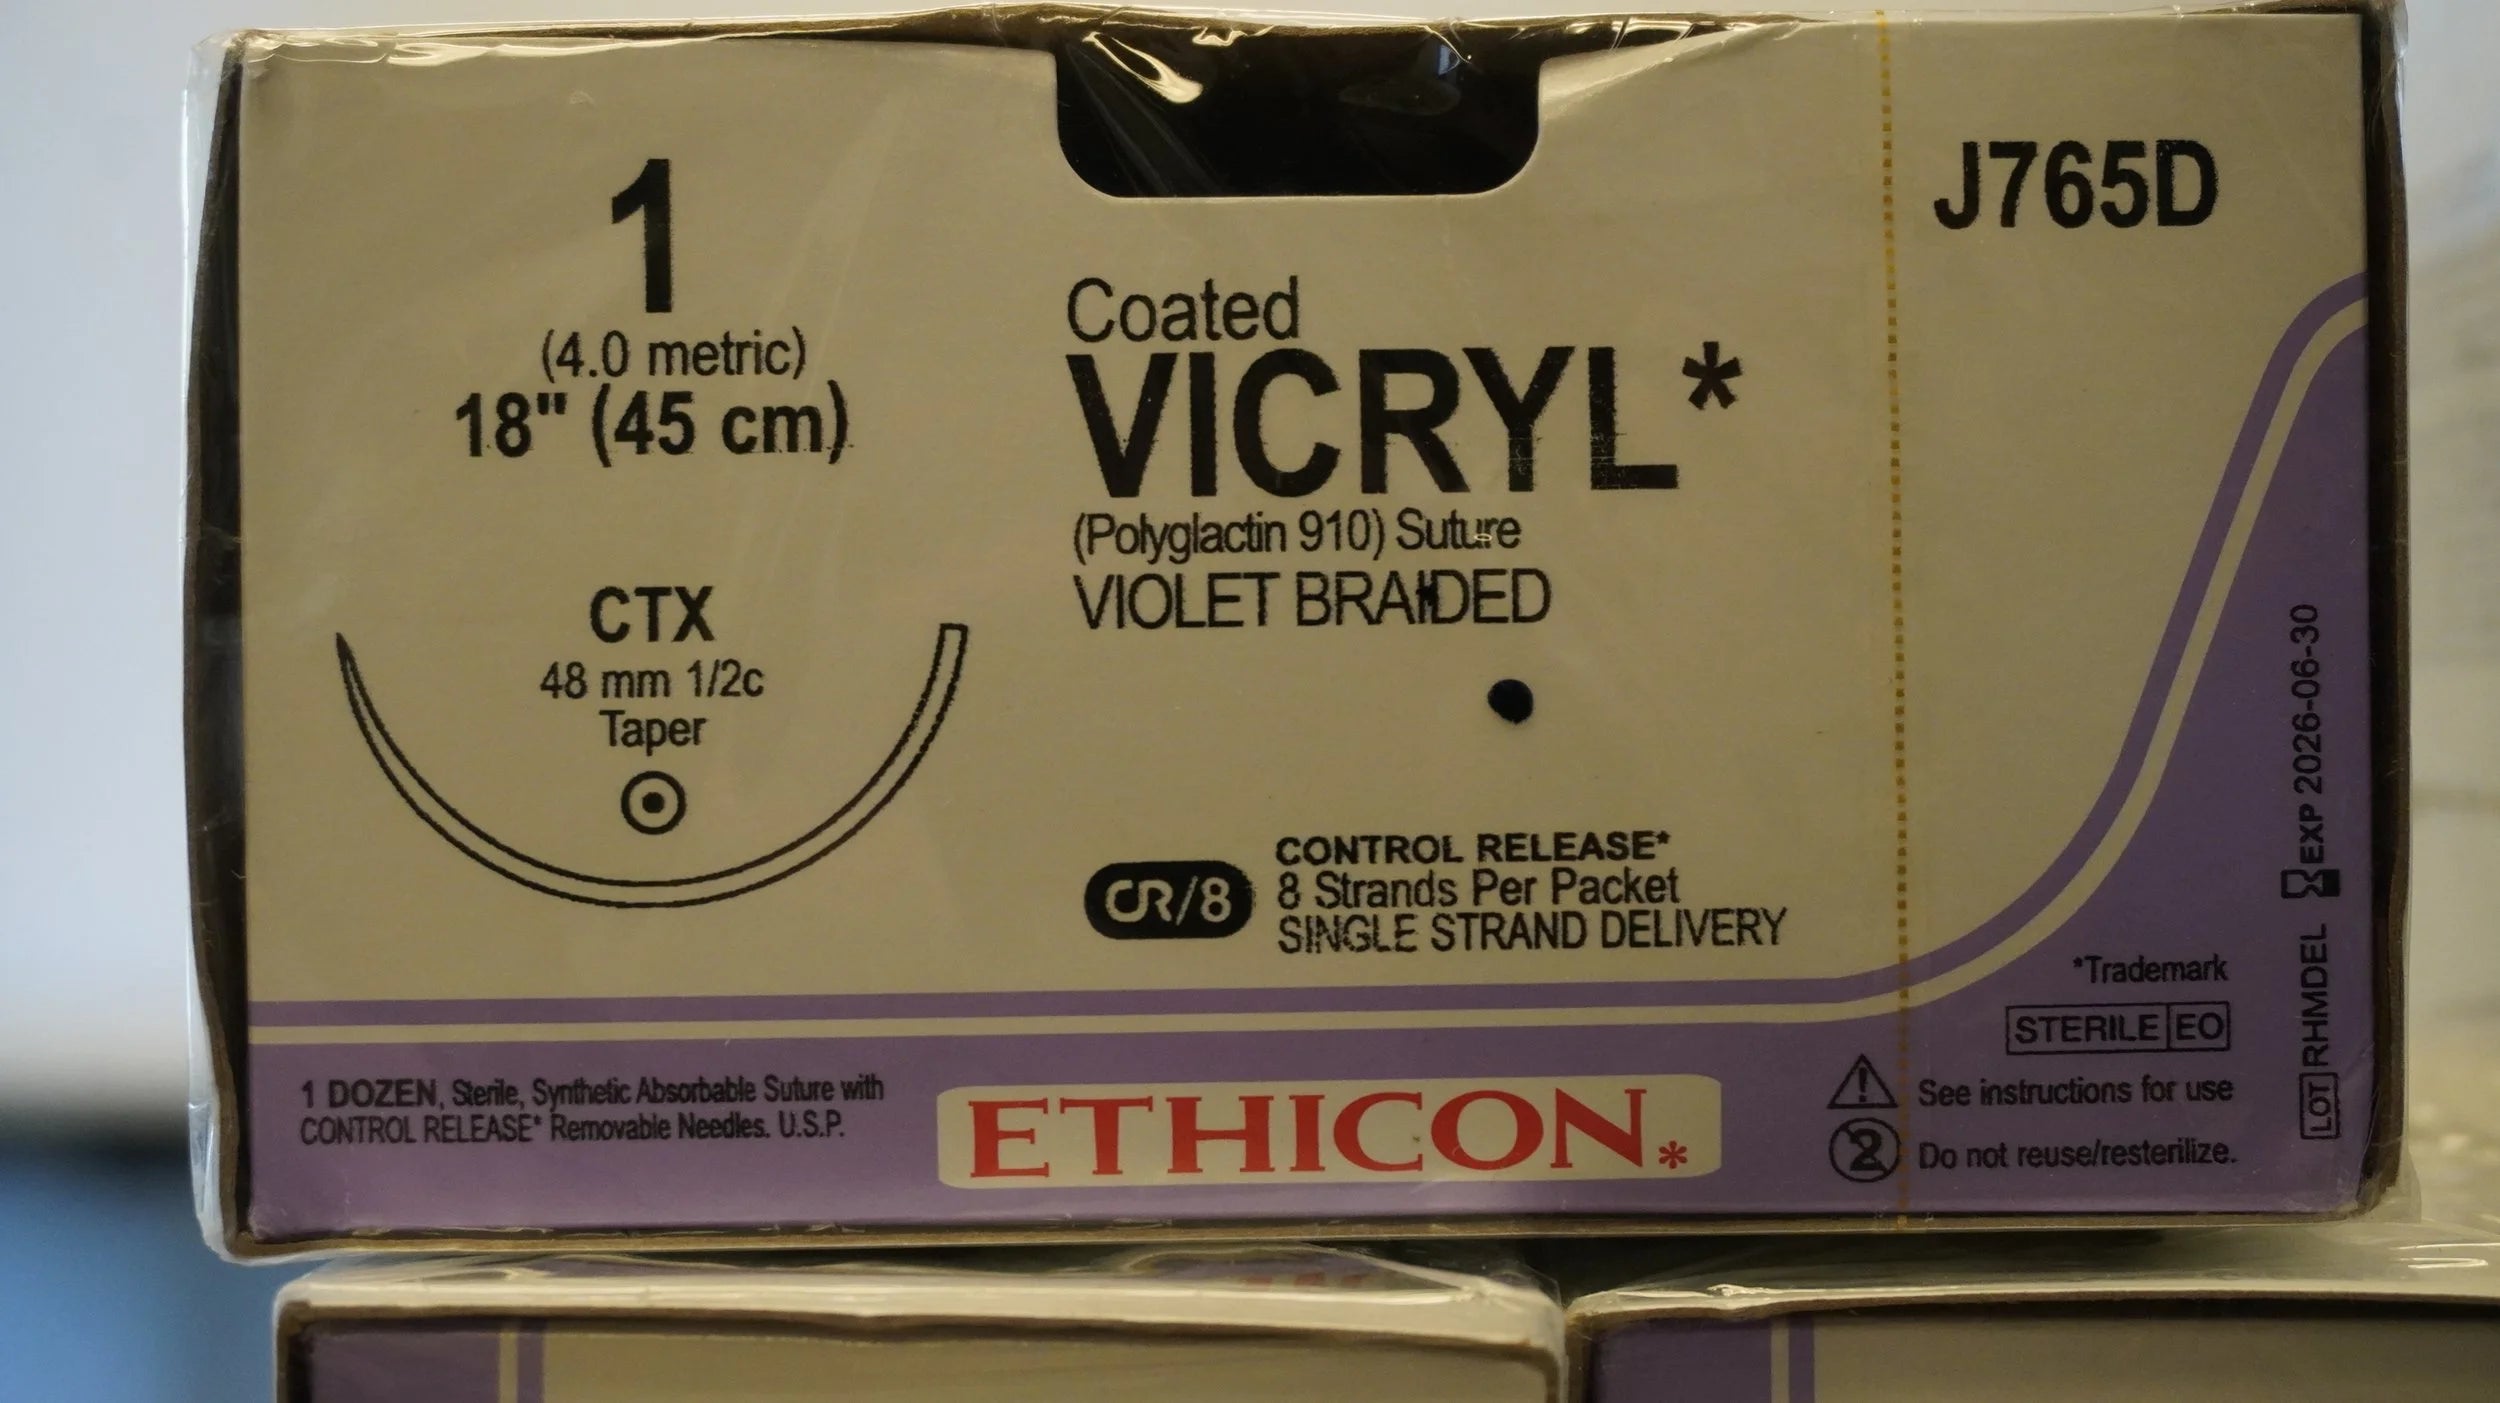 1
(4.0 metric)
18" (45 cm)
CTX
48 mm 1/2c
Taper
Coated
VICRYL*
(Polyglactin 910) Suture
VIOLET BRAIDED
CR/8
CONTROL RELEASE*
8 Strands Per Packet
SINGLE STRAND DELIVERY
J765D
1 DOZEN, Sterile, Synthetic Absorbable Suture with
CONTROL RELEASE* Removable Needles. U.S.P.
ETHICON*
*Trademark
STERILE EO
See instructions for use
2 Do not reuse/resterilize.
LOT RHMDEL EXP 2026-06-30